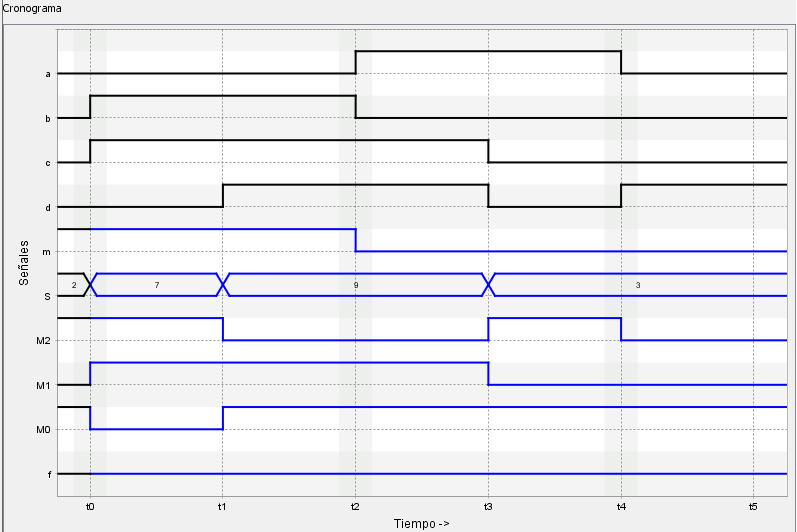 Cronograma
a
b
c
d
m
S
2 7 9 3
M2
M1
M0
f
Señales
t0 t1 t2 t3 t4 t5
Tiempo ->